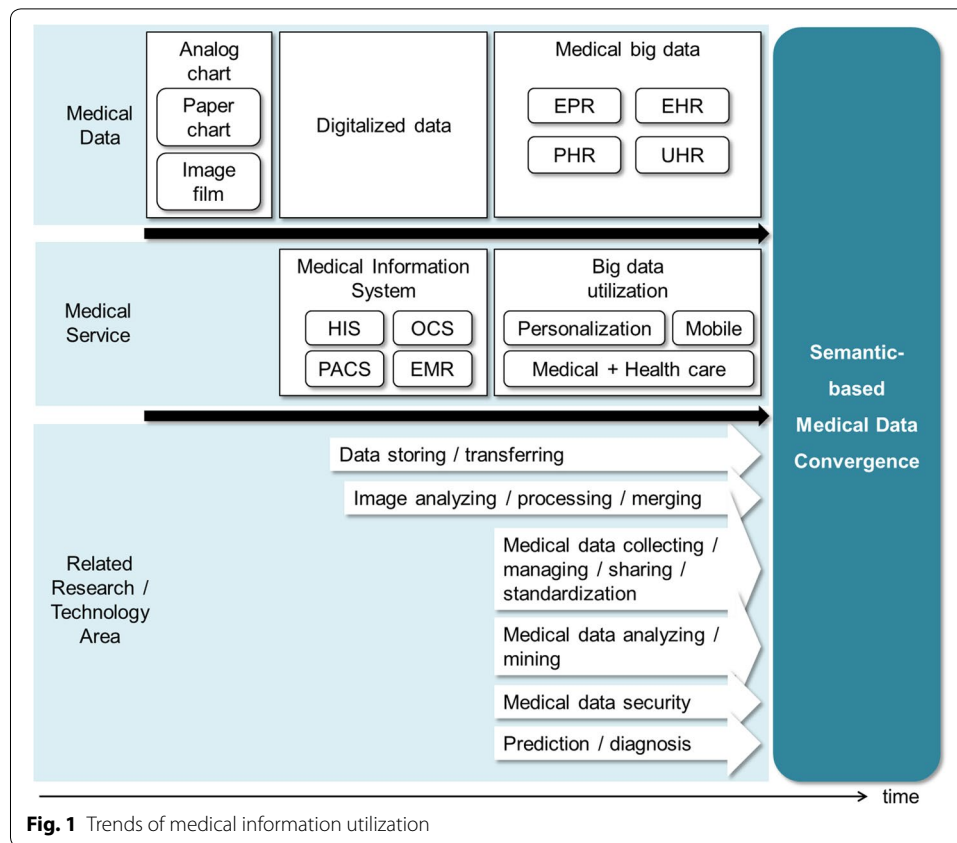 Medical
Data
Analog
chart
Paper
chart
Image
film
Digitalized data
Medical big data
EPR
EHR
PHR
UHR
Medical
Service
Medical Information
System
HIS
OCS
PACS
EMR
Big data
utilization
Personalization
Mobile
Medical + Health care
Related
Research /
Technology
Area
Data storing / transferring
Image analyzing / processing / merging
Medical data collecting /
managing / sharing /
standardization
Medical data analyzing /
mining
Medical data security
Prediction / diagnosis
Semantic-
based
Medical Data
Convergence
time
Fig. 1 Trends of medical information utilization